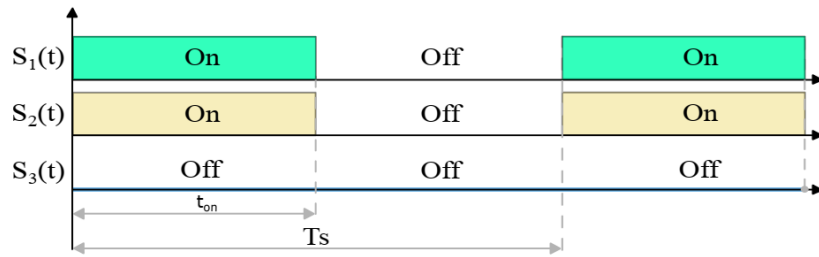 S₁(t) On Off On
S₂(t) On Off On
S₃(t) Off Off Off
tₒₙ
Ts